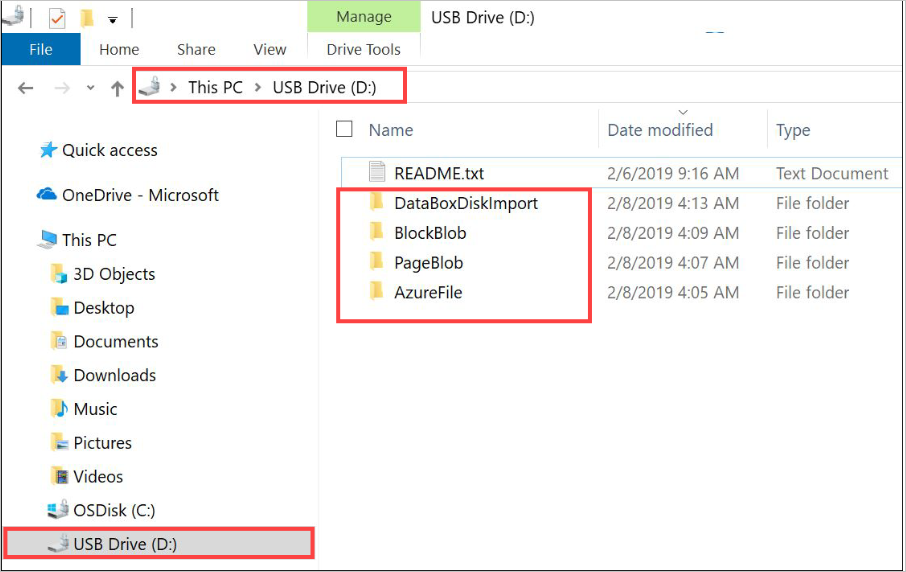 Manage USB Drive (D:)
File Home Share View Drive Tools
This PC USB Drive (D:)
Name Date modified Type
README.txt 2/6/2019 9:16 AM Text Document
DataBoxDiskImport 2/8/2019 4:13 AM File folder
BlockBlob 2/8/2019 4:09 AM File folder
PageBlob 2/8/2019 4:07 AM File folder
AzureFile 2/8/2019 4:05 AM File folder
Quick access
OneDrive - Microsoft
This PC
3D Objects
Desktop
Documents
Downloads
Music
Pictures
Videos
OSDisk (C:)
USB Drive (D:)